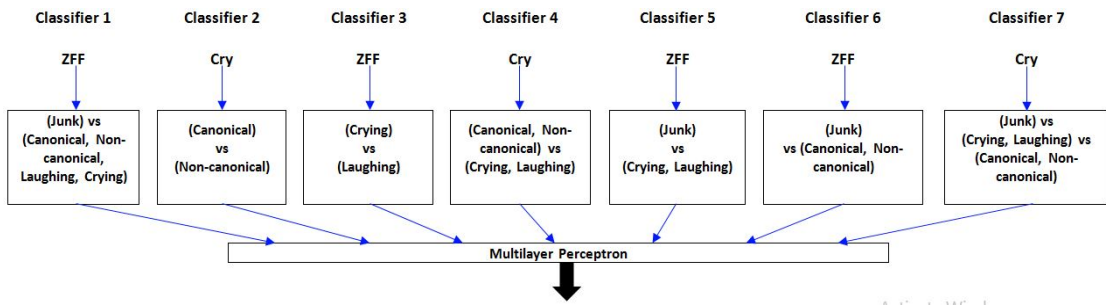 Classifier 1 Classifier 2 Classifier 3 Classifier 4 Classifier 5 Classifier 6 Classifier 7
ZFF Cry ZFF Cry ZFF ZFF Cry
(Junk) vs
(Canonical, Non-
canonical,
Laughing, Crying)
(Canonical)
vs
(Non-canonical)
(Crying)
vs
(Laughing)
(Canonical, Non-
canonical) vs
(Crying, Laughing)
(Junk)
vs
(Crying, Laughing)
(Junk)
vs (Canonical, Non-
canonical)
(Junk) vs
(Crying, Laughing) vs
(Canonical, Non-
canonical)
Multilayer Perceptron